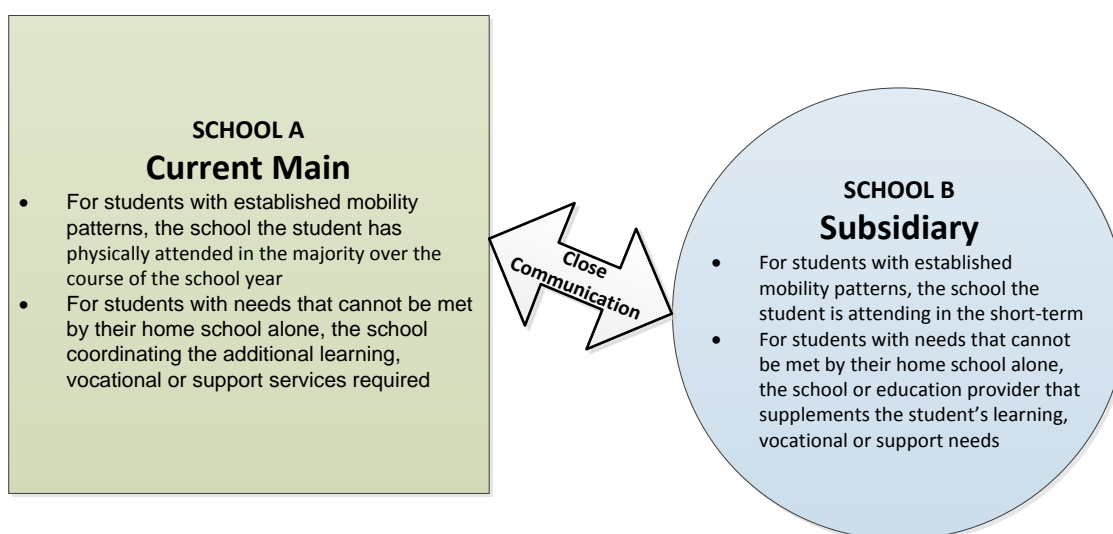 SCHOOL A
Current Main
• For students with established mobility
patterns, the school the student has
physically attended in the majority over the
course of the school year
• For students with needs that cannot be met
by their home school alone, the school
coordinating the additional learning,
vocational or support services required
Close
Communication
SCHOOL B
Subsidiary
• For students with established
mobility patterns, the school the
student is attending in the short-term
• For students with needs that cannot
be met by their home school alone,
the school or education provider that
supplements the student’s learning,
vocational or support needs